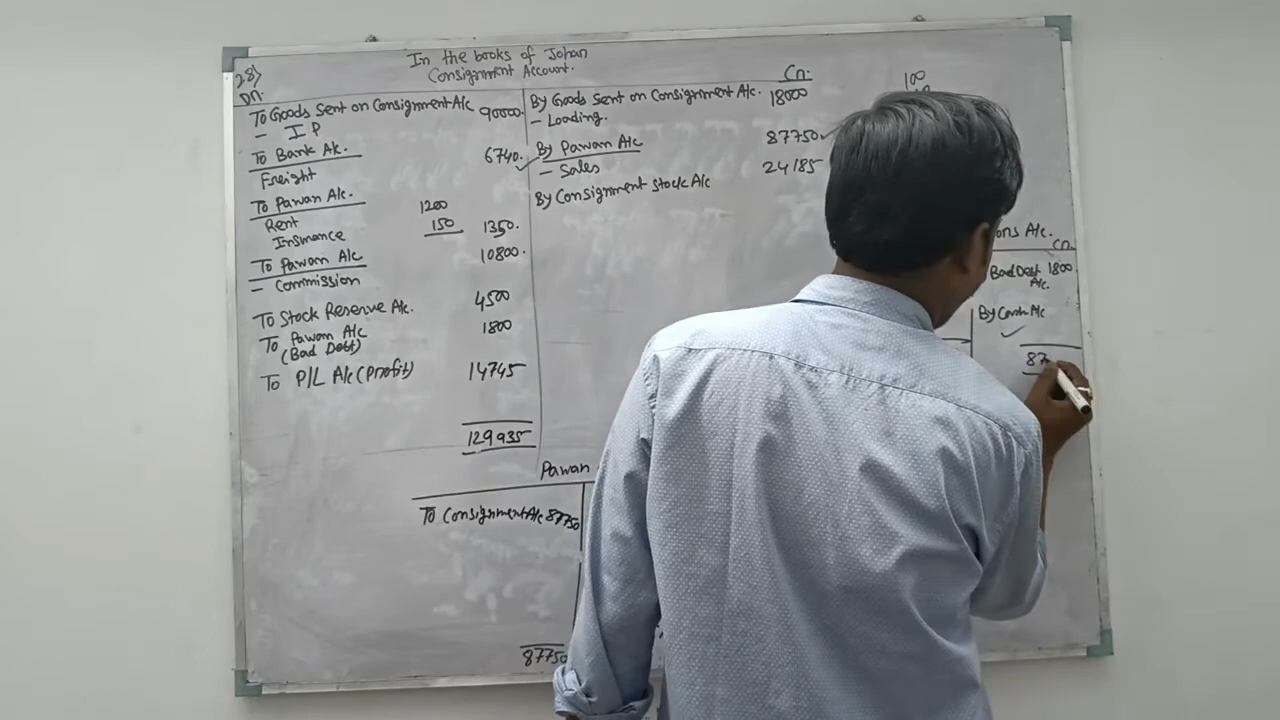 28)
In the books of Johan
Consignment Account.
Dr.
Cr.
To Goods Sent on Consignment A/c 90000.
- I P
To Bank A/c.
Freight
6740.
To Pawan A/c.
Rent 1200
Insurance 150 1350.
To Pawan A/c
- Commission 10800.
To Stock Reserve A/c. 4500
To Pawan A/c 1800
(Bad Debt)
To P/L A/c (Profit) 14745
129935
By Goods Sent on Consignment A/c. 18000
- Loading.
By Pawan A/c 87750
- Sales
By Consignment Stock A/c 24185
100
ons A/c.
Cr.
Bad Debt 1800
A/c.
By Cash A/c
87
Pawan
To Consignment A/c 87750
87750